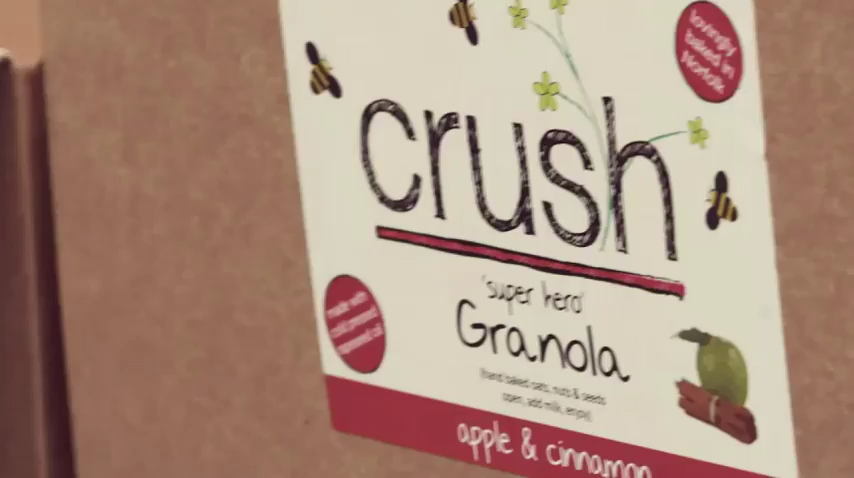 lovingly
baked in
Norfolk
crush
'super hero'
Granola
made with
cold pressed
rapeseed oil
(hand baked oats, nuts & seeds
open, add milk, enjoy)
apple & cinnamon